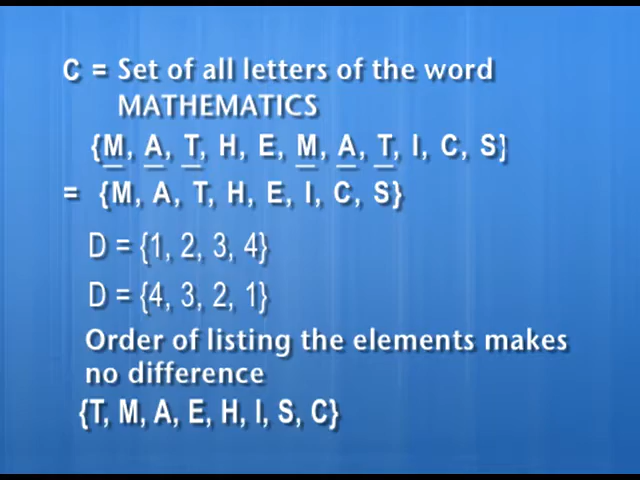 C = Set of all letters of the word
MATHEMATICS
{M, A, T, H, E, M, A, T, I, C, S}
= {M, A, T, H, E, I, C, S}
D = {1, 2, 3, 4}
D = {4, 3, 2, 1}
Order of listing the elements makes
no difference
{T, M, A, E, H, I, S, C}